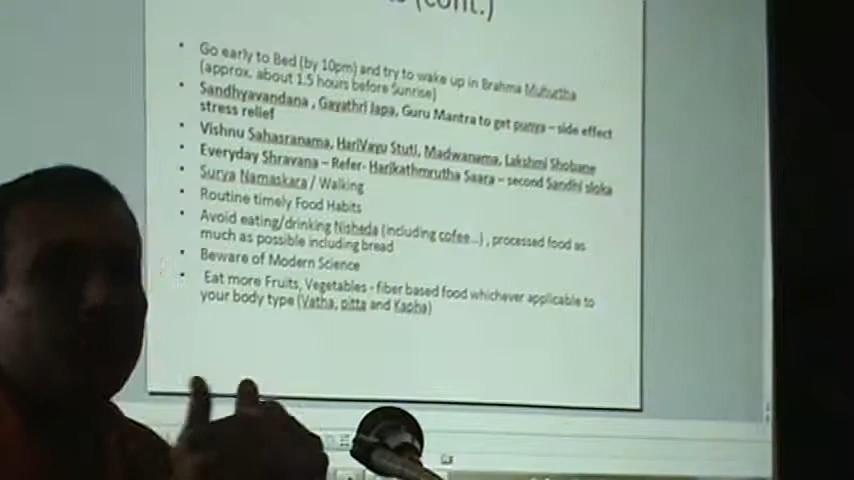 (cont.)
• Go early to Bed (by 10pm) and try to wake up in Brahma Muhurtha
(approx. about 1.5 hours before Sunrise)
• Sandhyavandana , Gayathri Japa, Guru Mantra to get punya – side effect
stress relief
• Vishnu Sahasranama, HariVayu Stuti, Madwanama, Lakshmi Shobane
• Everyday Shravana – Refer- Harikathmrutha Saara – second Sandhi sloka
• Surya Namaskara / Walking
• Routine timely Food Habits
• Avoid eating/drinking Nisheda (including cofee...) , processed food as
much as possible including bread
• Beware of Modern Science
• Eat more Fruits, Vegetables - fiber based food whichever applicable to
your body type (Vatha, pitta and Kapha)